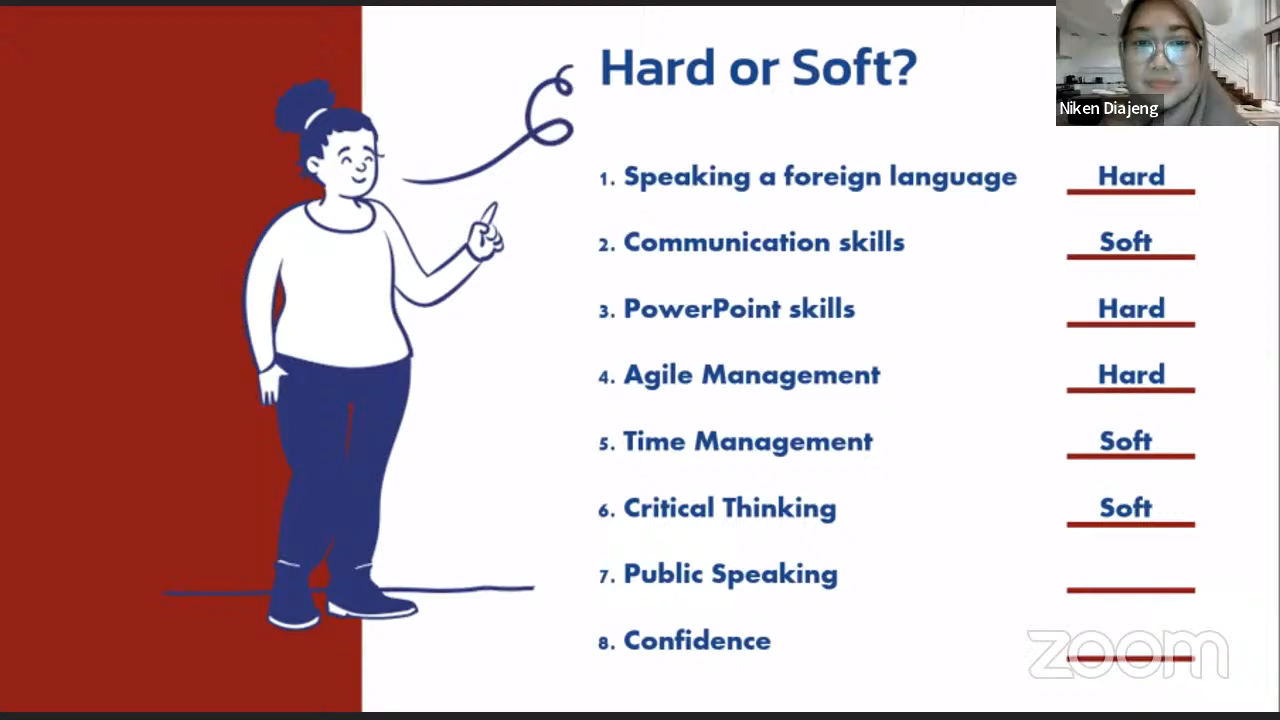 Hard or Soft?
Niken Diajeng
1. Speaking a foreign language Hard
2. Communication skills Soft
3. PowerPoint skills Hard
4. Agile Management Hard
5. Time Management Soft
6. Critical Thinking Soft
7. Public Speaking
8. Confidence
zoom